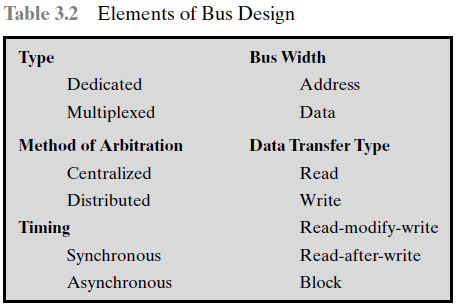 Table 3.2 Elements of Bus Design
Type
Dedicated
Multiplexed
Method of Arbitration
Centralized
Distributed
Timing
Synchronous
Asynchronous
Bus Width
Address
Data
Data Transfer Type
Read
Write
Read-modify-write
Read-after-write
Block